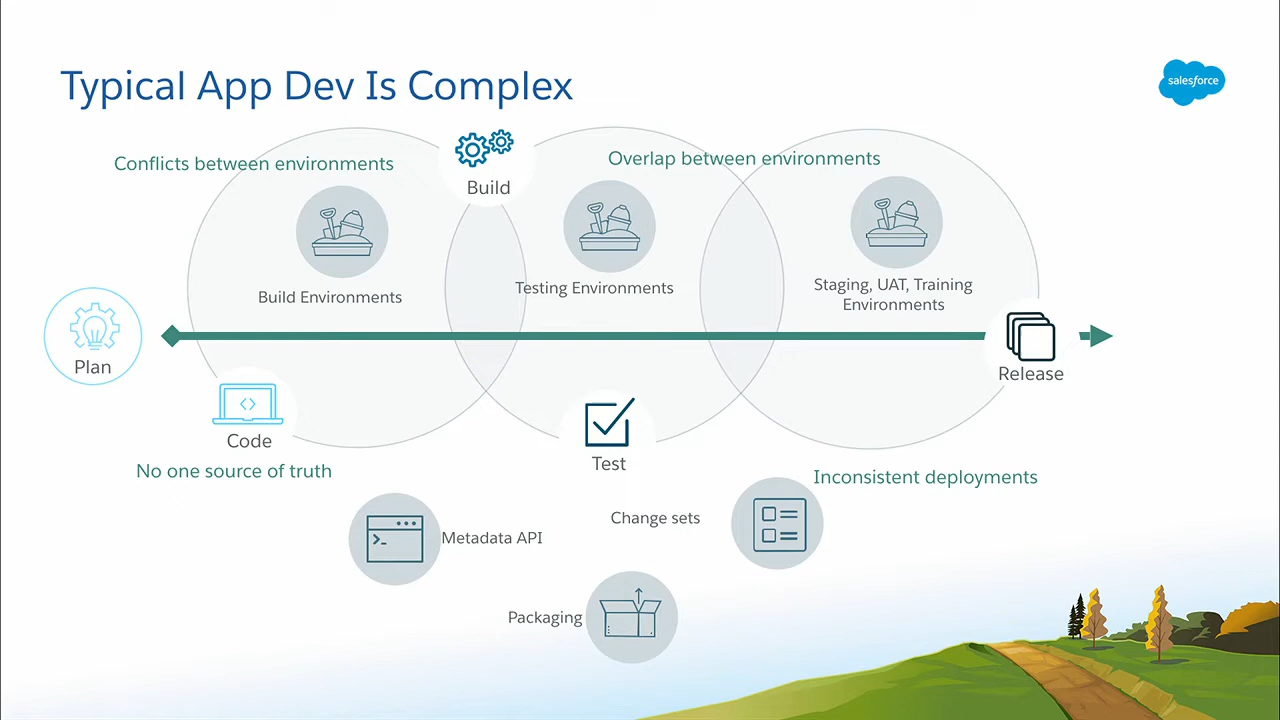 Typical App Dev Is Complex
salesforce
Conflicts between environments
Build
Overlap between environments
Build Environments
Testing Environments
Staging, UAT, Training
Environments
Plan
Release
Code
Test
No one source of truth
Inconsistent deployments
Metadata API
Change sets
Packaging